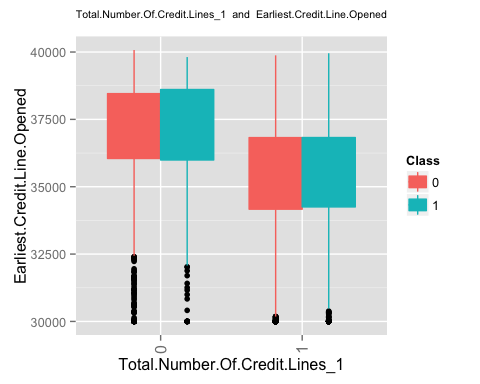 Total.Number.Of.Credit.Lines_1 and Earliest.Credit.Line.Opened
40000
37500
35000
32500
30000
Earliest.Credit.Line.Opened
0
1
Total.Number.Of.Credit.Lines_1
Class
0
1